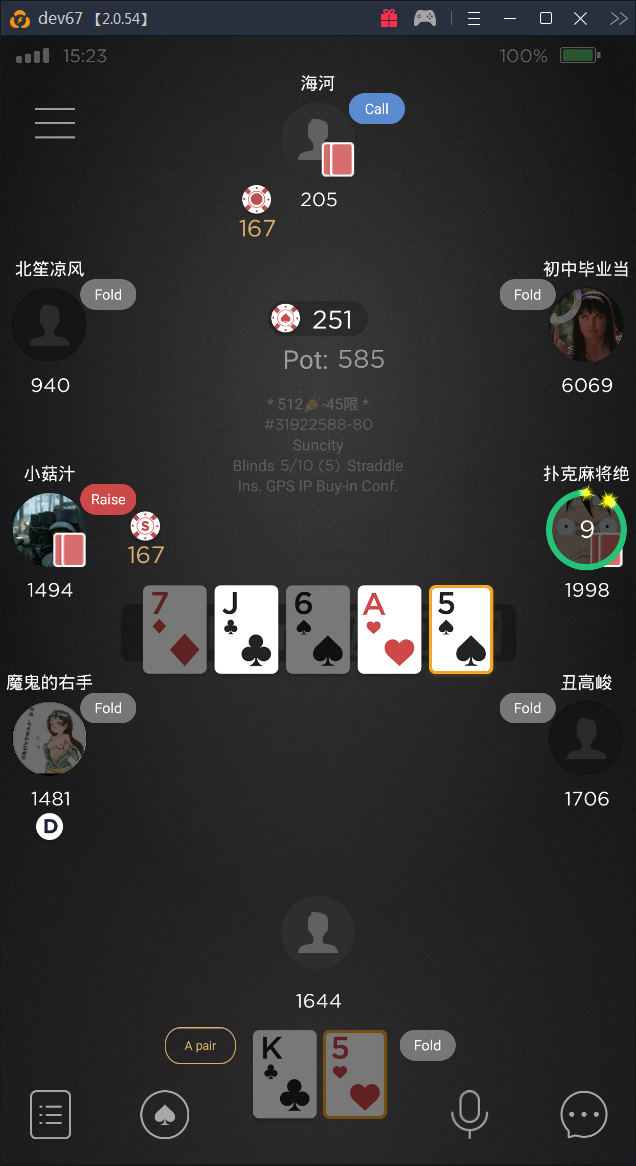 dev67 【2.0.54】
15:23
100%
海河
Call
205
167
北笙凉风
Fold
940
初中毕业当
Fold
6069
251
Pot: 585
* 512 -45限 *
#31922588-80
Suncity
Blinds 5/10 (5) Straddle
Ins. GPS IP Buy-in Conf.
小菇汁
Raise
S
167
1494
扑克麻将绝
9
1998
7 J 6 A 5
魔鬼的右手
Fold
1481
D
丑高峻
Fold
1706
1644
A pair
K 5
Fold